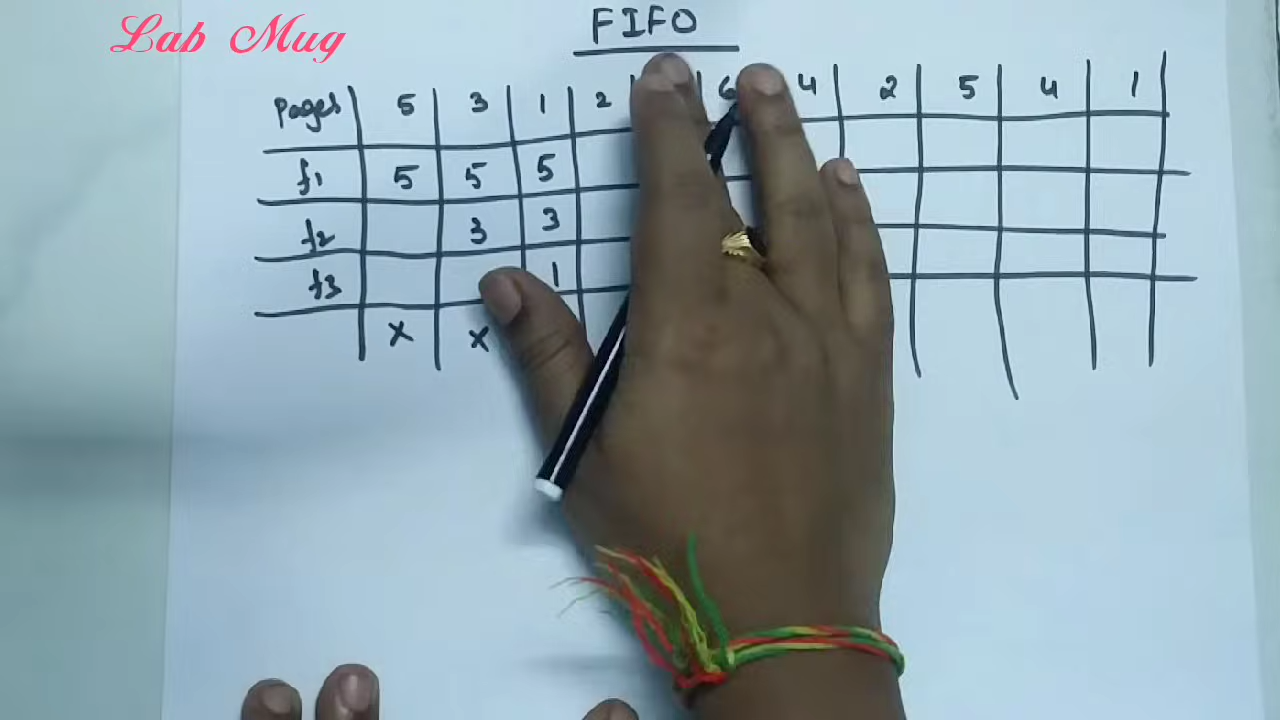 Lab Mug
FIFO
Pages 5 3 1 2 6 4 2 5 4 1
f1 5 5 5
f2 3 3
f3 1
x x